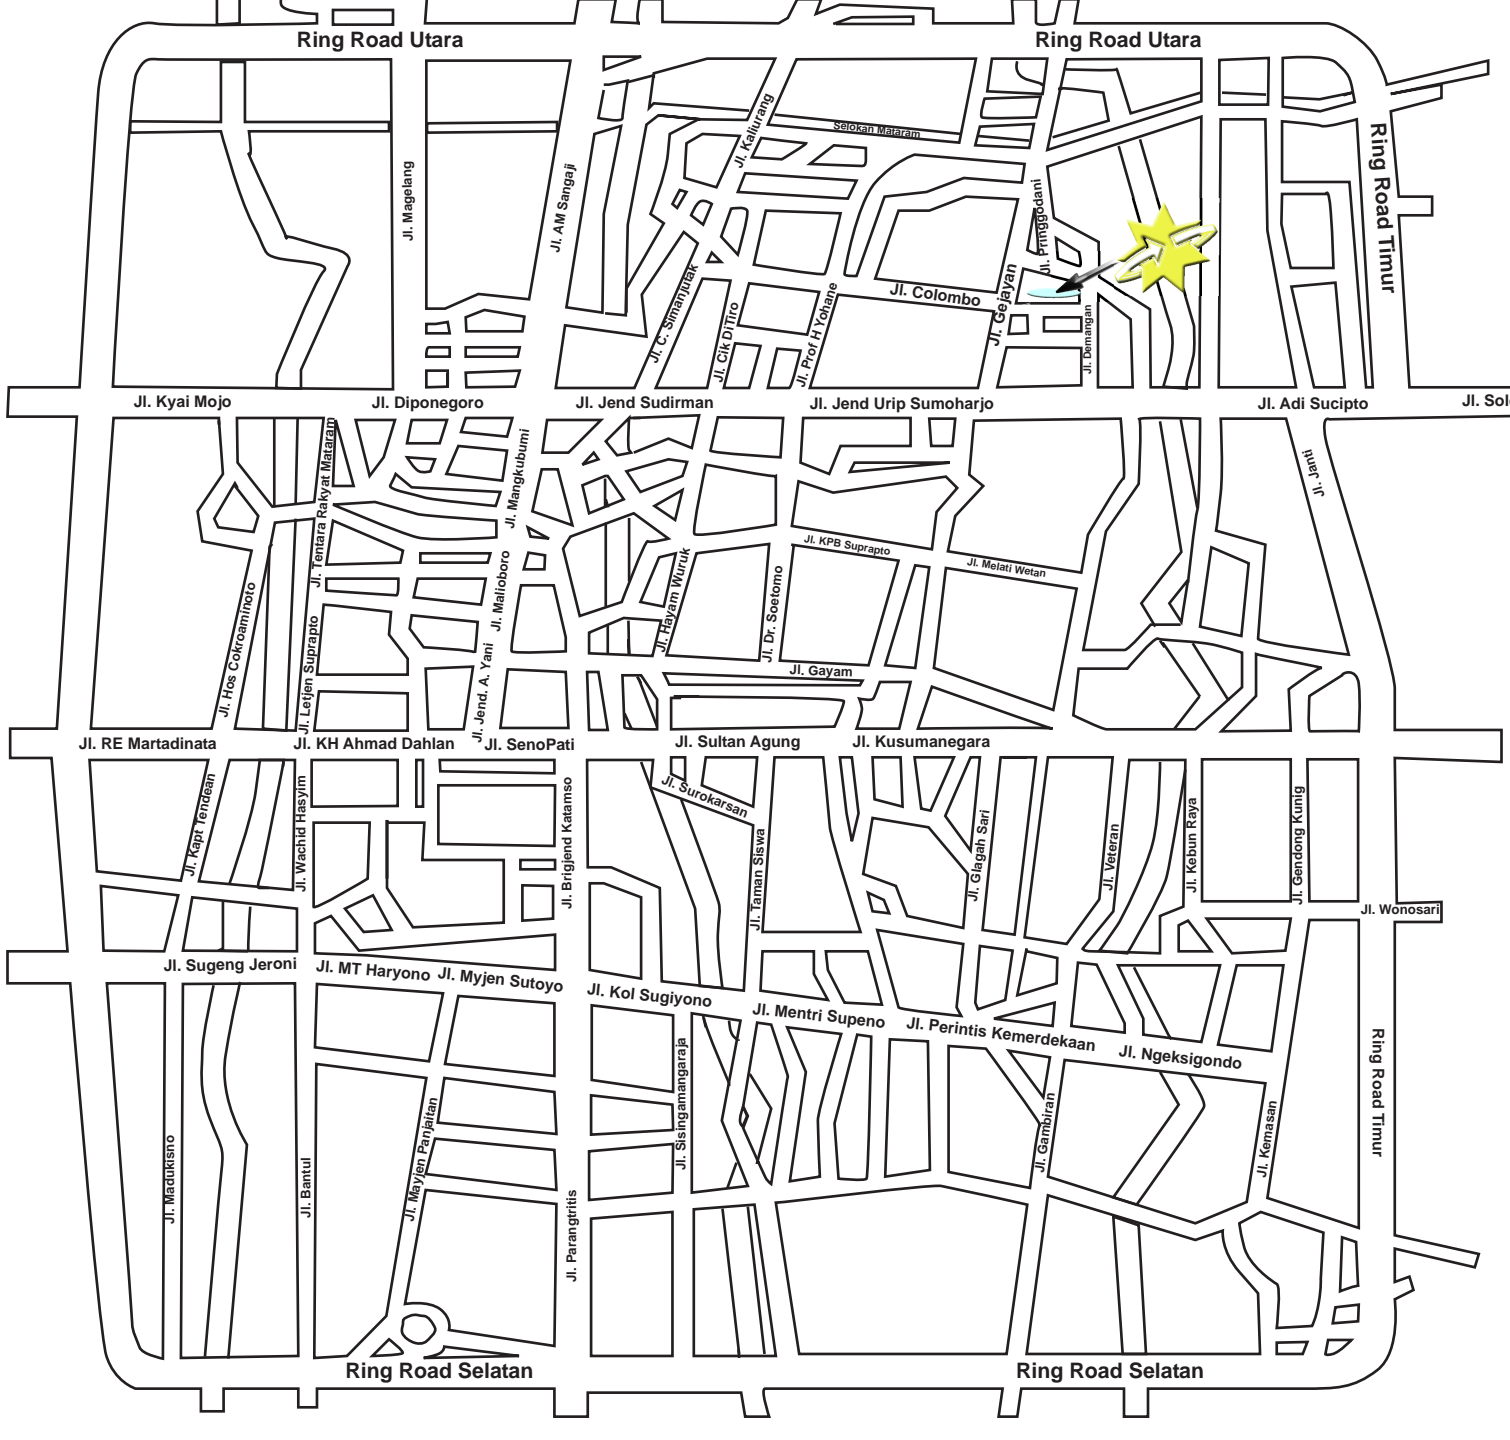 Ring Road Utara
Ring Road Utara
Jl. Kaliurang
Selokan Mataram
Ring Road Timur
Jl. Magelang
Jl. AM Sangaji
Jl. Pringgodani
Jl. C. Simanjutak
Jl. Cik DiTiro
Jl. Prof H Yohane
Jl. Colombo
Jl. Gejayan
Jl. Demangan
Jl. Kyai Mojo
Jl. Diponegoro
Jl. Jend Sudirman
Jl. Jend Urip Sumoharjo
Jl. Adi Sucipto
Jl. Sol
Jl. Tentara Rakyat Mataram
Jl. Mangkubumi
Jl. Janti
Jl. KPB Suprapto
Jl. Melati Wetan
Jl. Hos Cokroaminoto
Jl. Malioboro
Jl. Hayam Wuruk
Jl. Dr. Soetomo
Jl. Letjen Suprapto
Jl. Jend. A. Yani
Jl. Gayam
Jl. RE Martadinata
Jl. KH Ahmad Dahlan
Jl. SenoPati
Jl. Sultan Agung
Jl. Kusumanegara
Jl. Kapt Tendean
Jl. Wachid Hasyim
Jl. Brigjend Katamso
Jl. Surokarsan
Jl. Taman Siswa
Jl. Glagah Sari
Jl. Veteran
Jl. Kebun Raya
Jl. Gendong Kunig
Jl. Wonosari
Jl. Sugeng Jeroni
Jl. MT Haryono
Jl. Myjen Sutoyo
Jl. Kol Sugiyono
Jl. Mentri Supeno
Jl. Perintis Kemerdekaan
Jl. Ngeksigondo
Jl. Madukisno
Jl. Bantul
Jl. Mayjen Panjaitan
Jl. Parangtritis
Jl. Sisingamangaraja
Jl. Gambiran
Jl. Kemasan
Ring Road Timur
Ring Road Selatan
Ring Road Selatan